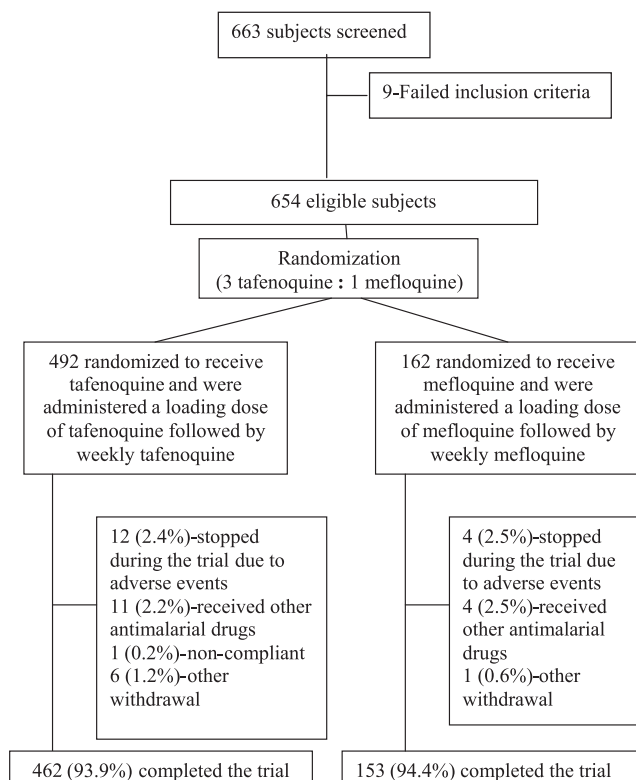 663 subjects screened
9-Failed inclusion criteria
654 eligible subjects
Randomization
(3 tafenoquine : 1 mefloquine)
492 randomized to receive
tafenoquine and were
administered a loading dose
of tafenoquine followed by
weekly tafenoquine
162 randomized to receive
mefloquine and were
administered a loading dose
of mefloquine followed by
weekly mefloquine
12 (2.4%)-stopped
during the trial due to
adverse events
11 (2.2%)-received other
antimalarial drugs
1 (0.2%)-non-compliant
6 (1.2%)-other
withdrawal
4 (2.5%)-stopped
during the trial due
to adverse events
4 (2.5%)-received
other antimalarial
drugs
1 (0.6%)-other
withdrawal
462 (93.9%) completed the trial
153 (94.4%) completed the trial